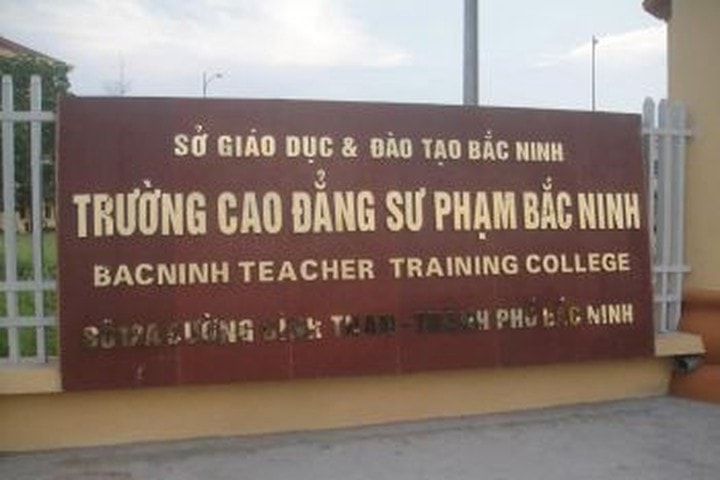 SỞ GIÁO DỤC & ĐÀO TẠO BẮC NINH
TRƯỜNG CAO ĐẲNG SƯ PHẠM BẮC NINH
BACNINH TEACHER TRAINING COLLEGE
ĐƯỜNG BÌNH THAN - THÀNH PHỐ BẮC NINH